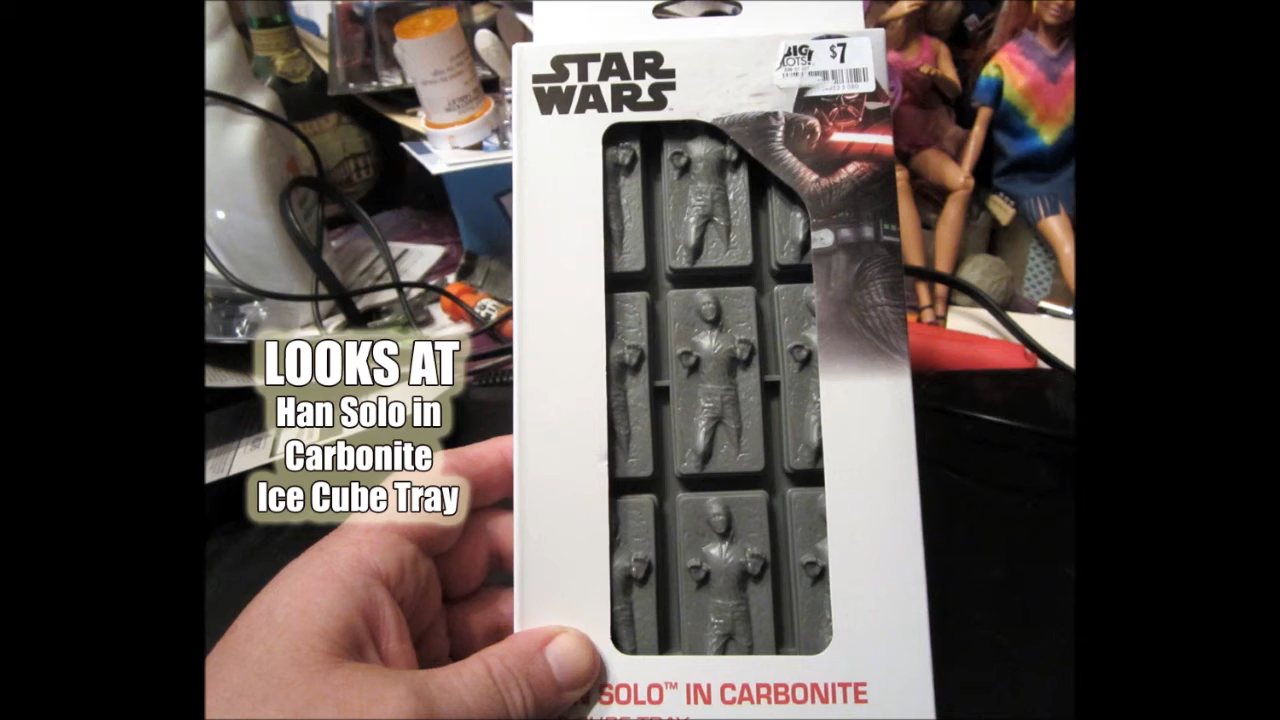 STAR
WARS
BIG
LOTS!
$7
LOOKS AT
Han Solo in
Carbonite
Ice Cube Tray
SOLO™ IN CARBONITE